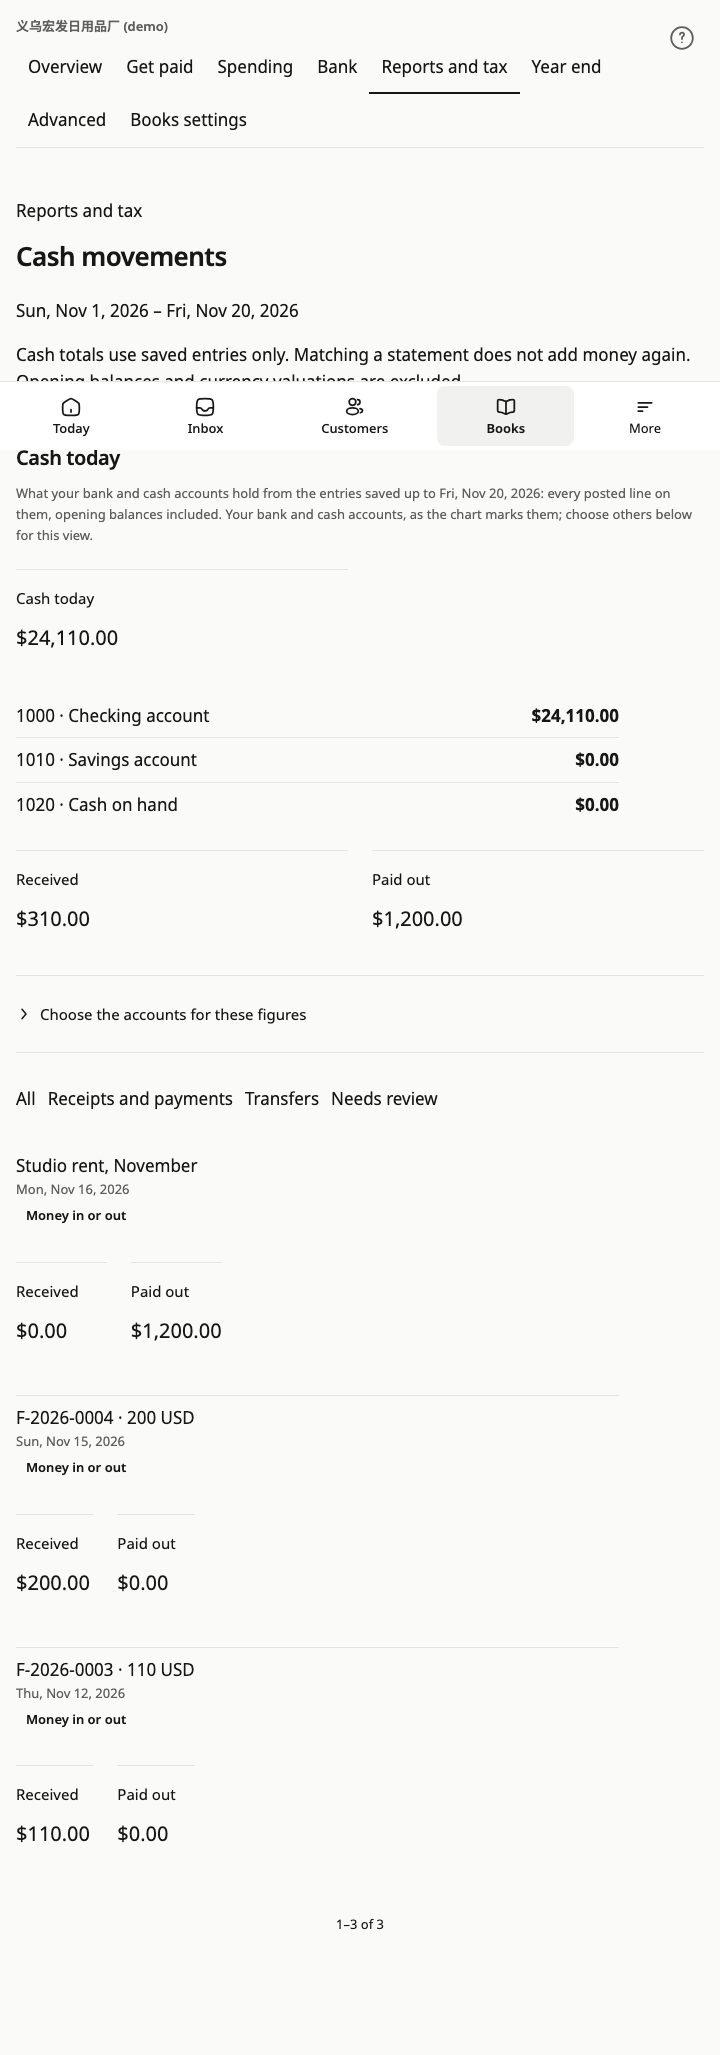 义乌宏发日用品厂 (demo)
Overview Get paid Spending Bank Reports and tax Year end
Advanced Books settings
Reports and tax
Cash movements
Sun, Nov 1, 2026 – Fri, Nov 20, 2026
Cash totals use saved entries only. Matching a statement does not add money again.
Opening balances and currency valuations are excluded.
Today Inbox Customers Books More
Cash today
What your bank and cash accounts hold from the entries saved up to Fri, Nov 20, 2026: every posted line on
them, opening balances included. Your bank and cash accounts, as the chart marks them; choose others below
for this view.
Cash today
$24,110.00
1000 · Checking account $24,110.00
1010 · Savings account $0.00
1020 · Cash on hand $0.00
Received Paid out
$310.00 $1,200.00
Choose the accounts for these figures
All Receipts and payments Transfers Needs review
Studio rent, November
Mon, Nov 16, 2026
Money in or out
Received Paid out
$0.00 $1,200.00
F-2026-0004 · 200 USD
Sun, Nov 15, 2026
Money in or out
Received Paid out
$200.00 $0.00
F-2026-0003 · 110 USD
Thu, Nov 12, 2026
Money in or out
Received Paid out
$110.00 $0.00
1–3 of 3